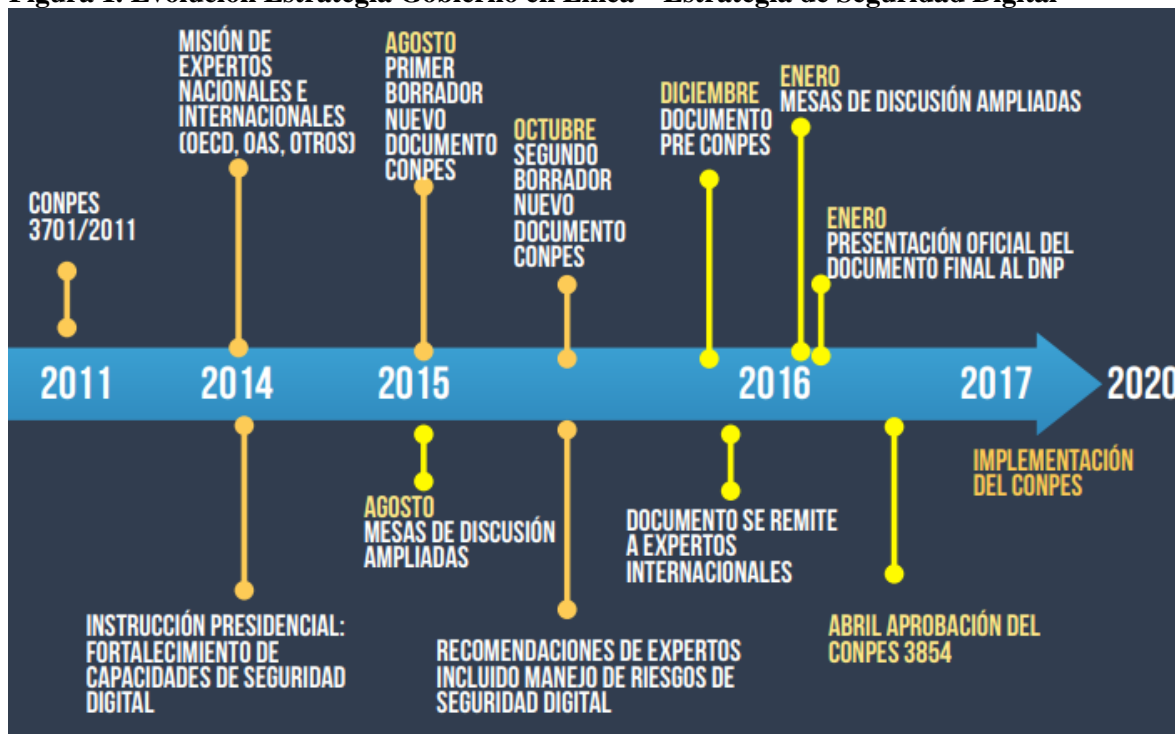 Figura 1. Evolución Estrategia Gobierno en Línea – Estrategia de Seguridad Digital
CONPES
3701/2011
MISIÓN DE
EXPERTOS
NACIONALES E
INTERNACIONALES
(OECD, OAS, OTROS)
AGOSTO
PRIMER
BORRADOR
NUEVO
DOCUMENTO
CONPES
OCTUBRE
SEGUNDO
BORRADOR
NUEVO
DOCUMENTO
CONPES
DICIEMBRE
DOCUMENTO
PRE CONPES
ENERO
MESAS DE DISCUSIÓN AMPLIADAS
ENERO
PRESENTACIÓN OFICIAL DEL
DOCUMENTO FINAL AL DNP
2011 2014 2015 2016 2017 2020
INSTRUCCIÓN PRESIDENCIAL:
FORTALECIMIENTO DE
CAPACIDADES DE SEGURIDAD
DIGITAL
AGOSTO
MESAS DE DISCUSIÓN
AMPLIADAS
RECOMENDACIONES DE EXPERTOS
INCLUIDO MANEJO DE RIESGOS DE
SEGURIDAD DIGITAL
DOCUMENTO SE REMITE
A EXPERTOS
INTERNACIONALES
ABRIL APROBACIÓN DEL
CONPES 3854
IMPLEMENTACIÓN
DEL CONPES